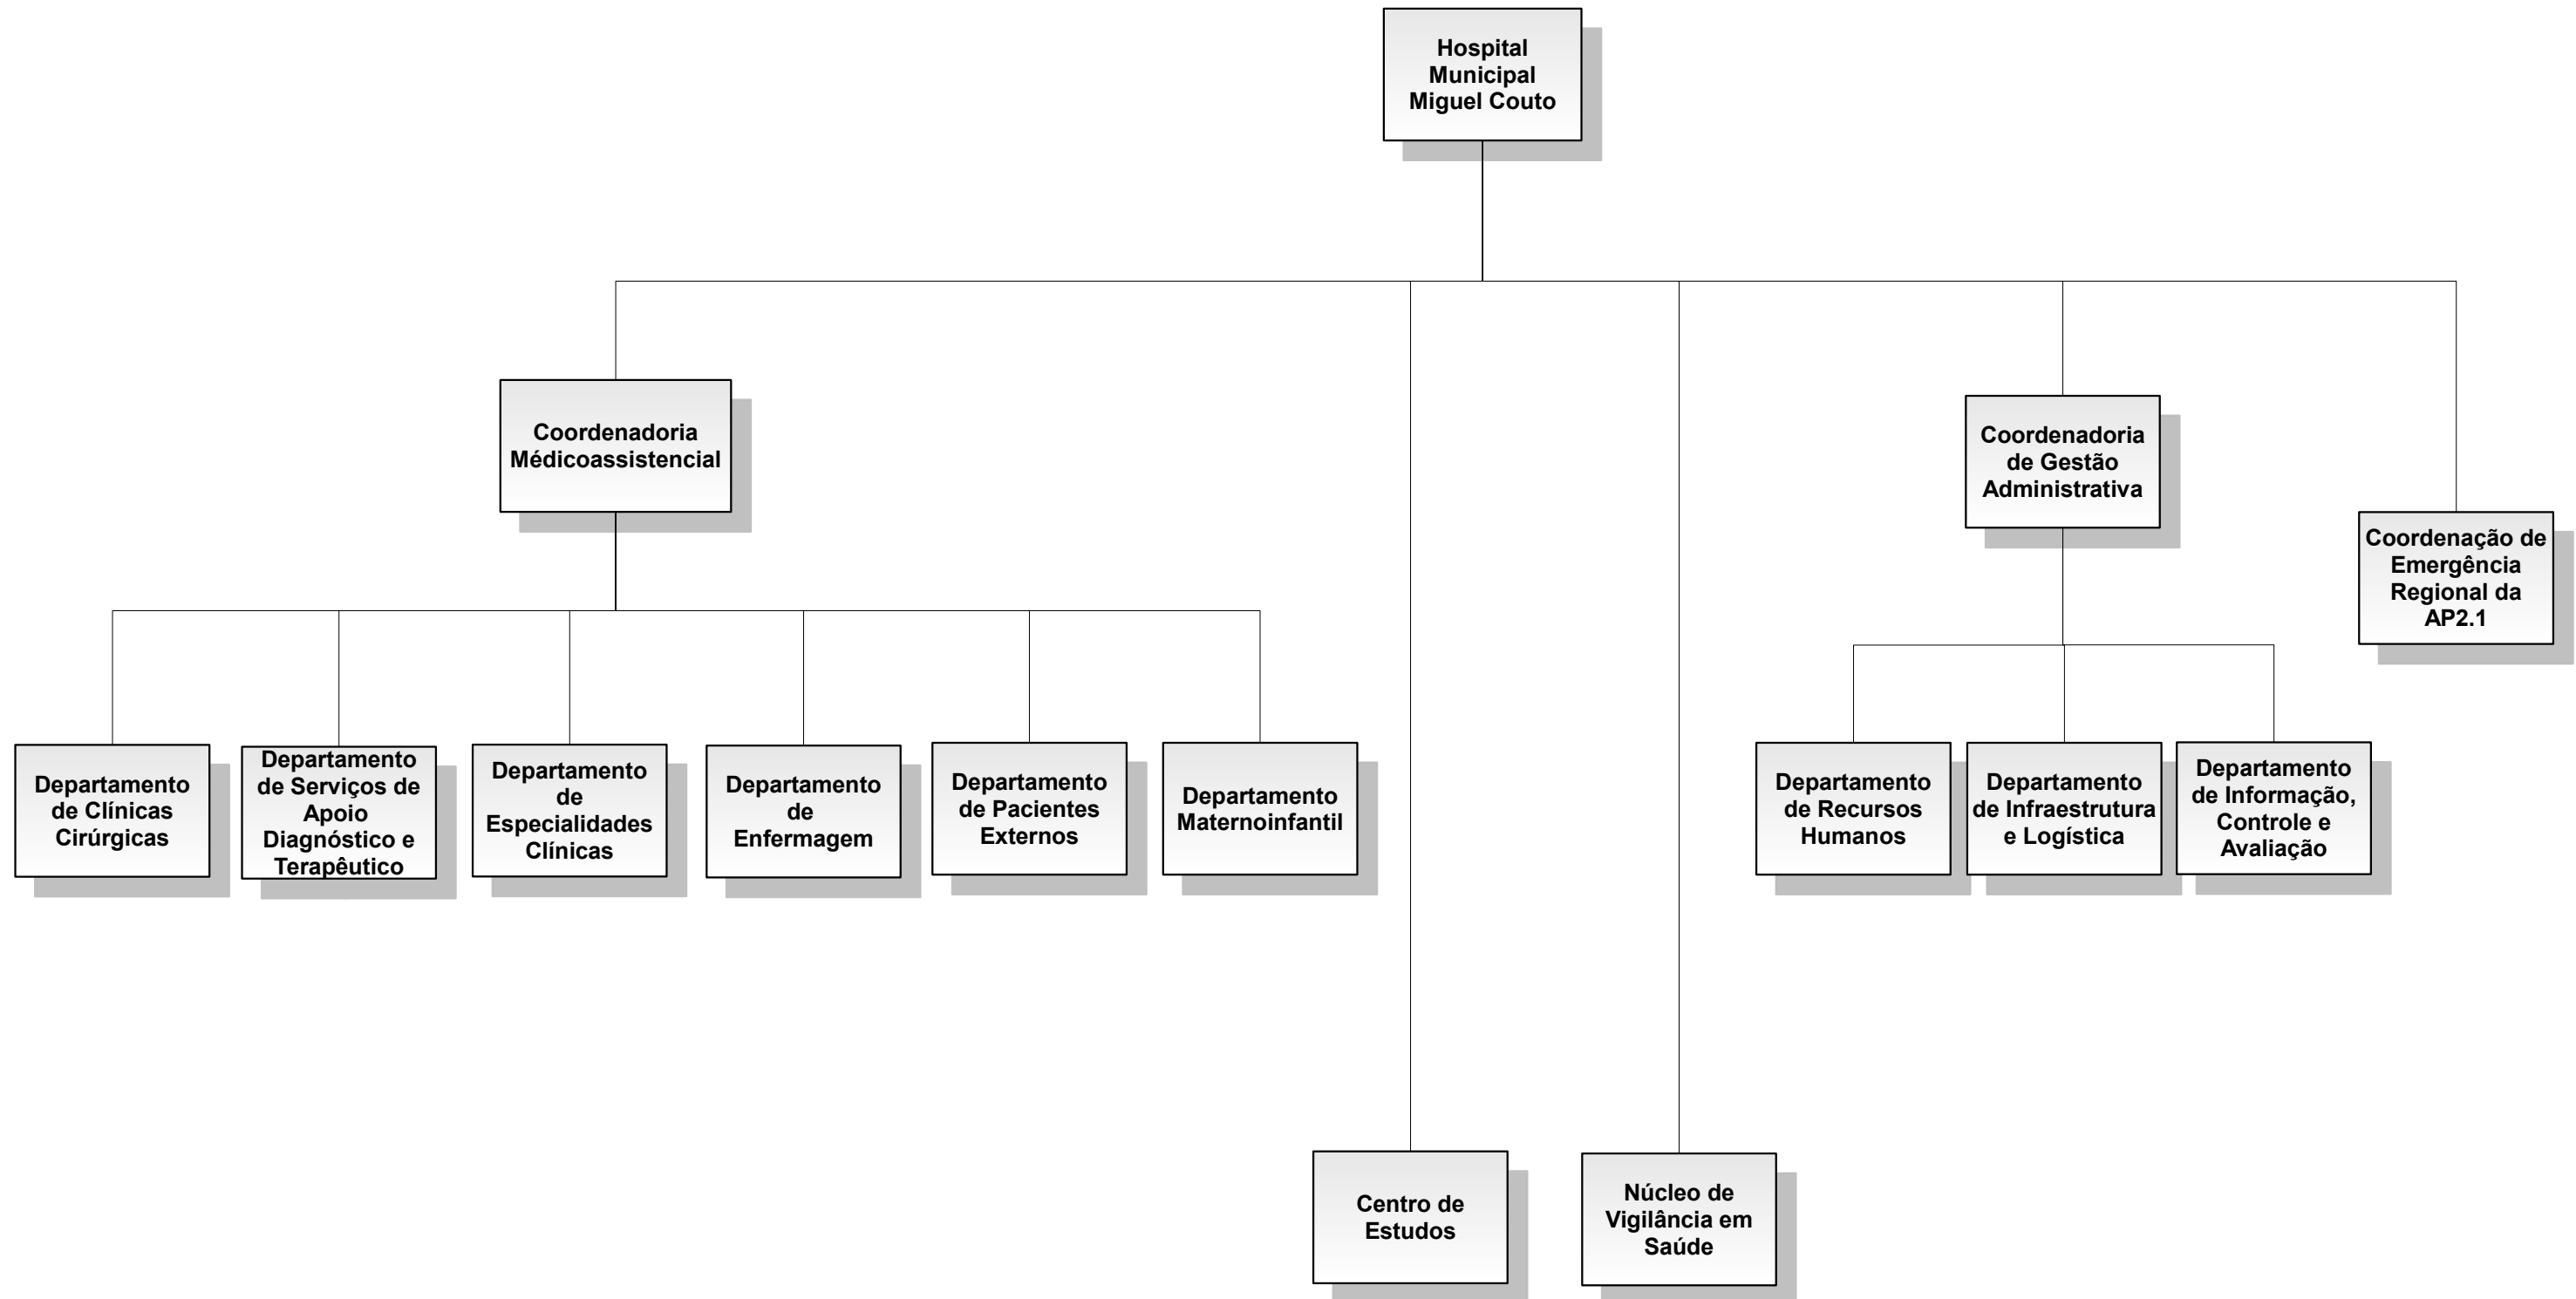 Hospital
Municipal
Miguel Couto
Coordenadoria
Médicoassistencial
Coordenadoria
de Gestão
Administrativa
Coordenação de
Emergência
Regional da
AP2.1
Departamento
de Clínicas
Cirúrgicas
Departamento
de Serviços de
Apoio
Diagnóstico e
Terapêutico
Departamento
de
Especialidades
Clínicas
Departamento
de
Enfermagem
Departamento
de Pacientes
Externos
Departamento
Maternoinfantil
Departamento
de Recursos
Humanos
Departamento
de Infraestrutura
e Logística
Departamento
de Informação,
Controle e
Avaliação
Centro de
Estudos
Núcleo de
Vigilância em
Saúde